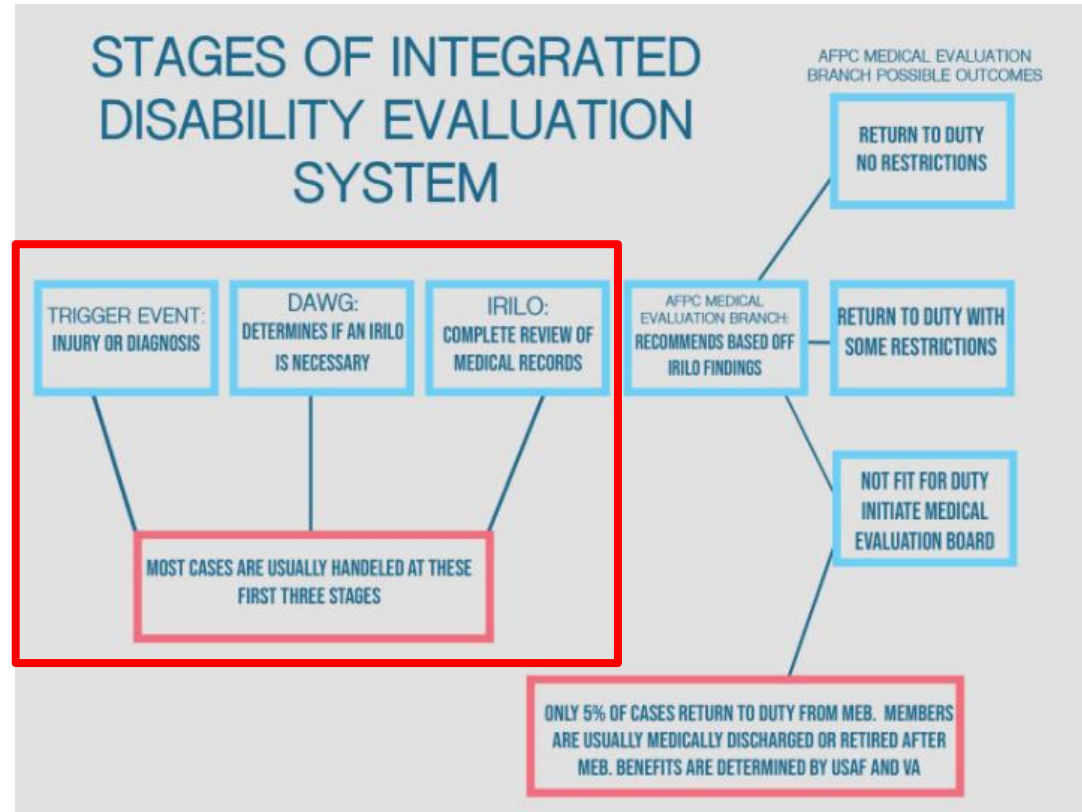 STAGES OF INTEGRATED
DISABILITY EVALUATION
SYSTEM
AFPC MEDICAL EVALUATION
BRANCH POSSIBLE OUTCOMES
RETURN TO DUTY
NO RESTRICTIONS
TRIGGER EVENT:
INJURY OR DIAGNOSIS
DAWG:
DETERMINES IF AN IRILO
IS NECESSARY
IRILO:
COMPLETE REVIEW OF
MEDICAL RECORDS
AFPC MEDICAL
EVALUATION BRANCH:
RECOMMENDS BASED OFF
IRILO FINDINGS
RETURN TO DUTY WITH
SOME RESTRICTIONS
NOT FIT FOR DUTY
INITIATE MEDICAL
EVALUATION BOARD
MOST CASES ARE USUALLY HANDELED AT THESE
FIRST THREE STAGES
ONLY 5% OF CASES RETURN TO DUTY FROM MEB. MEMBERS
ARE USUALLY MEDICALLY DISCHARGED OR RETIRED AFTER
MEB. BENEFITS ARE DETERMINED BY USAF AND VA